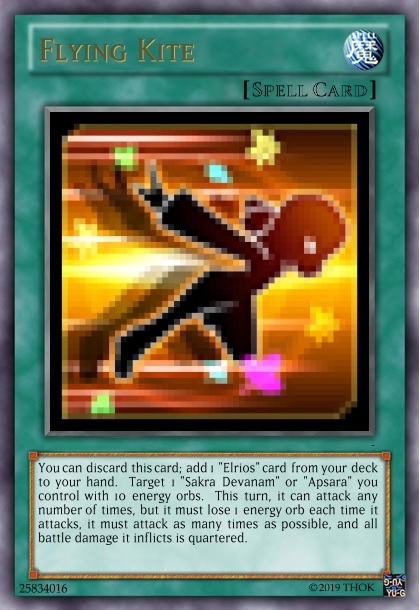 Flying Kite
魔
[Spell Card]
You can discard this card; add 1 "Elrios" card from your deck
to your hand. Target 1 "Sakra Devanam" or "Apsara" you
control with 10 energy orbs. This turn, it can attack any
number of times, but it must lose 1 energy orb each time it
attacks, it must attack as many times as possible, and all
battle damage it inflicts is quartered.
25834016
©2019 THOK
YU-G